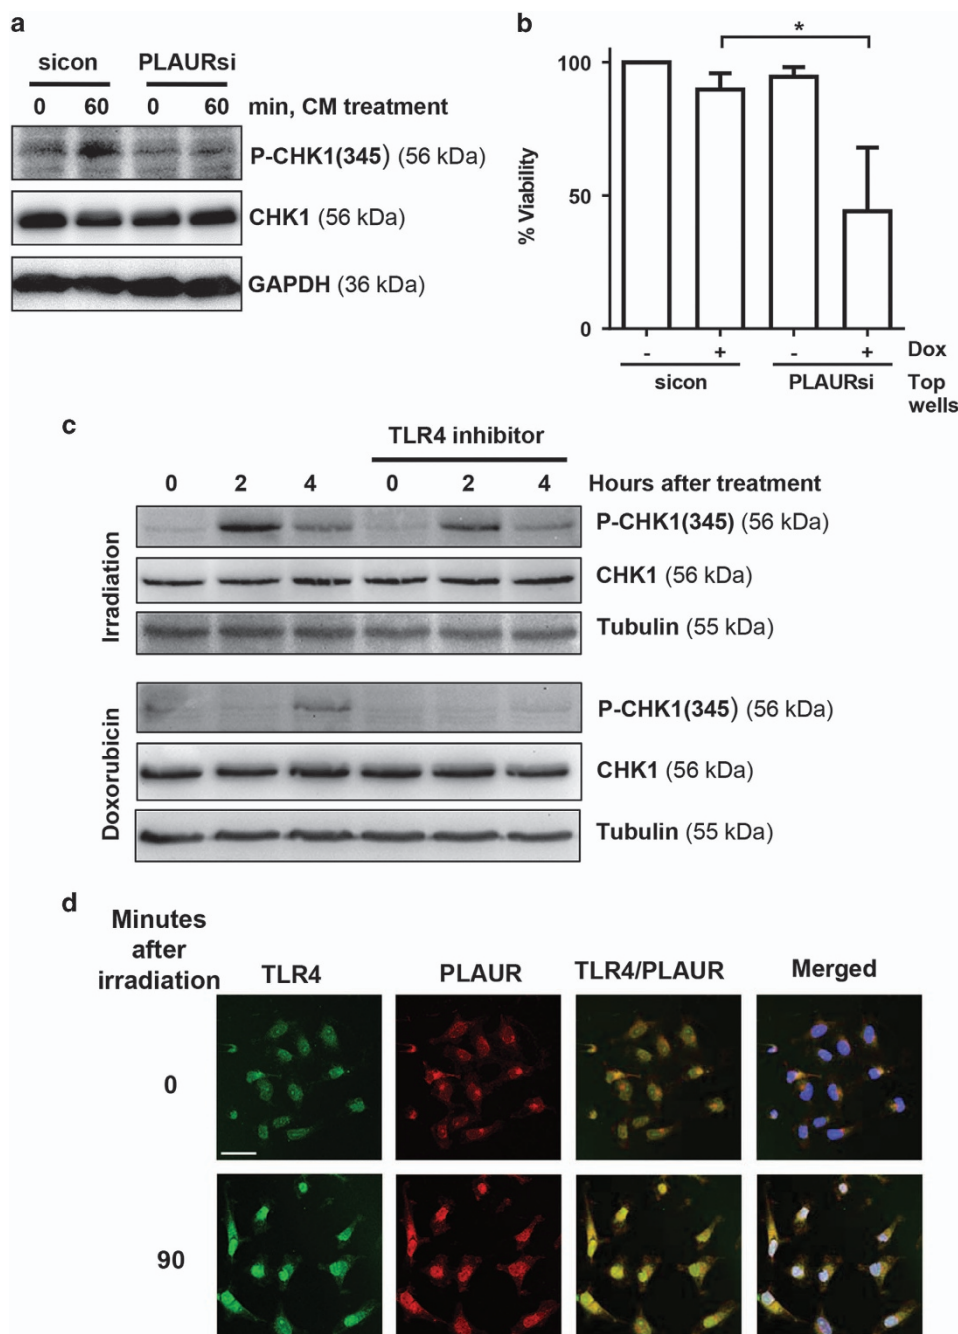 a
sicon PLAURsi
0 60 0 60 min, CM treatment
P-CHK1(345) (56 kDa)
CHK1 (56 kDa)
GAPDH (36 kDa)
b
*
% Viability
100
50
0
- + - + Dox
sicon PLAURsi Top
wells
c
TLR4 inhibitor
0 2 4 0 2 4 Hours after treatment
Irradiation
P-CHK1(345) (56 kDa)
CHK1 (56 kDa)
Tubulin (55 kDa)
Doxorubicin
P-CHK1(345) (56 kDa)
CHK1 (56 kDa)
Tubulin (55 kDa)
d
Minutes
after
irradiation
TLR4 PLAUR TLR4/PLAUR Merged
0
90